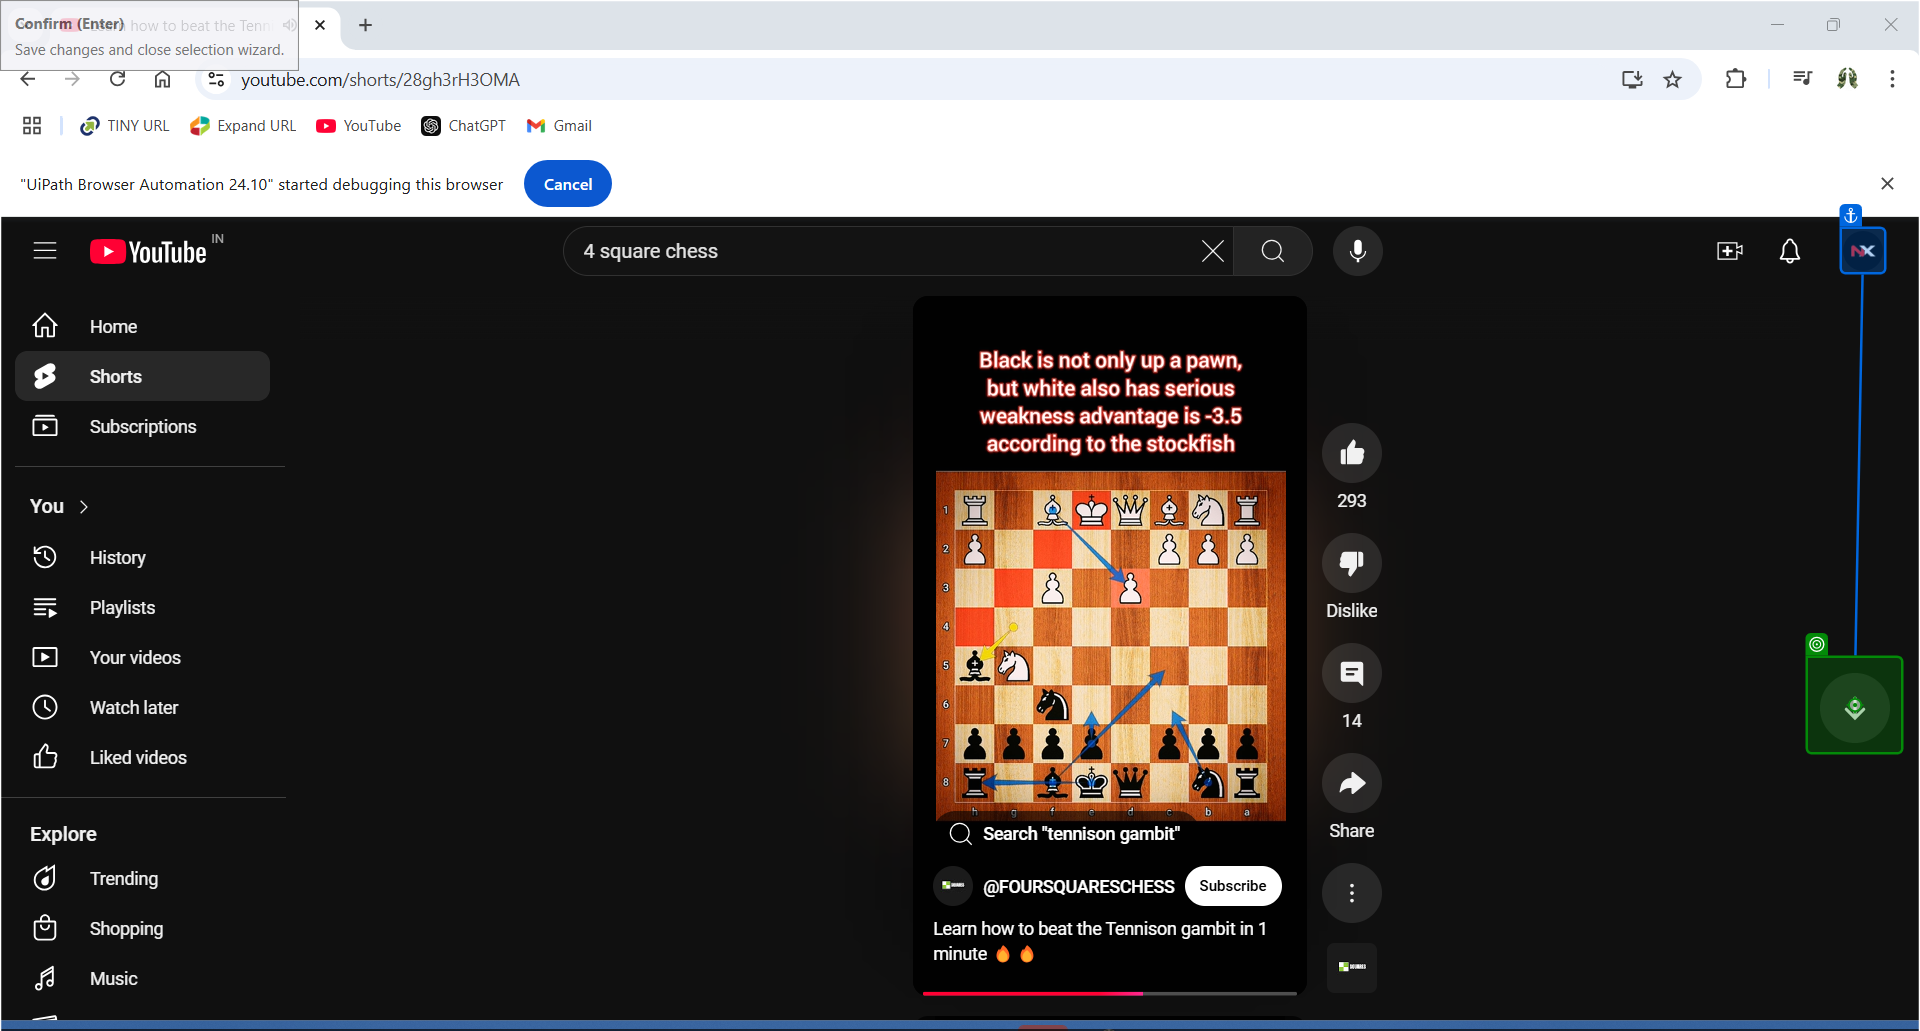 Confirm (Enter)
Learn how to beat the Tenn
Save changes and close selection wizard.
youtube.com/shorts/28gh3rH3OMA
TINY URL
Expand URL
YouTube
ChatGPT
Gmail
"UiPath Browser Automation 24.10" started debugging this browser
Cancel
YouTube IN
4 square chess
NX
Home
Shorts
Subscriptions
You
History
Playlists
Your videos
Watch later
Liked videos
Explore
Trending
Shopping
Music
Black is not only up a pawn,
but white also has serious
weakness advantage is -3.5
according to the stockfish
1
2
3
4
5
6
7
8
h g f e d c b a
Search "tennison gambit"
@FOURSQUARESCHESS
Subscribe
Learn how to beat the Tennison gambit in 1
minute 🔥 🔥
293
Dislike
14
Share